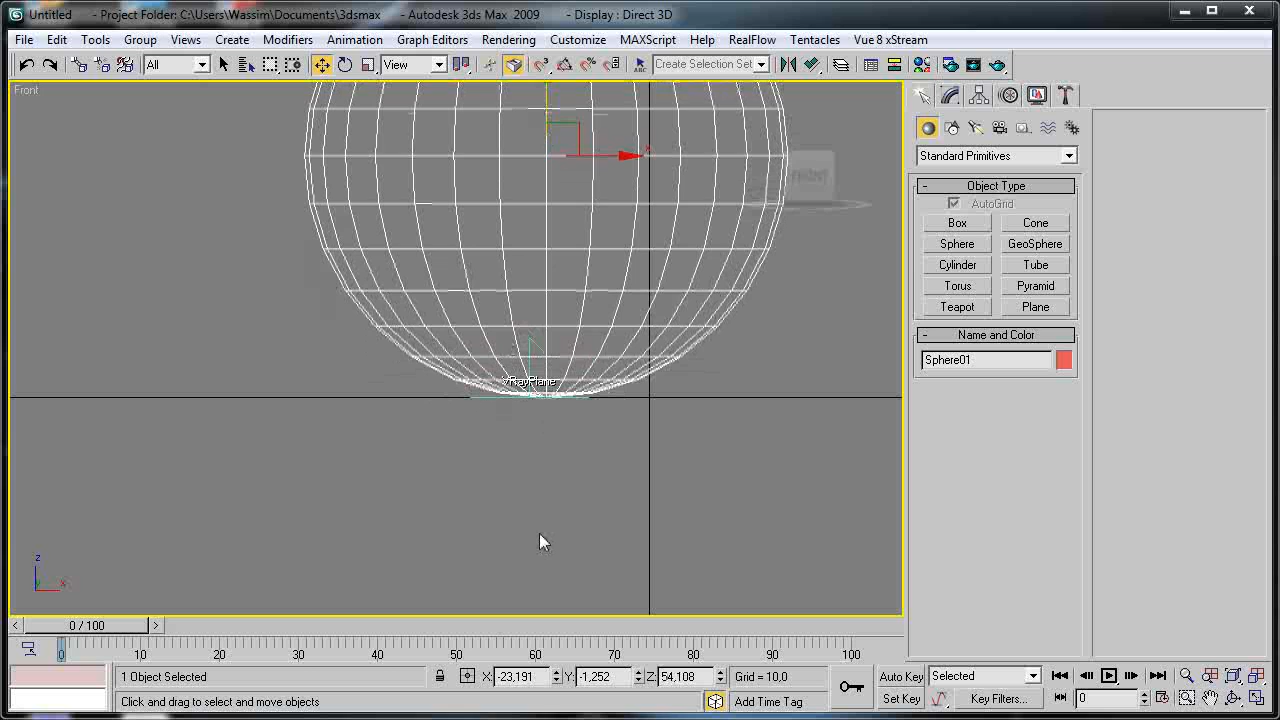 Untitled - Project Folder: C:\Users\Wassim\Documents\3dsmax - Autodesk 3ds Max 2009 - Display : Direct 3D
File Edit Tools Group Views Create Modifiers Animation Graph Editors Rendering Customize MAXScript Help RealFlow Tentacles Vue 8 xStream
All View ABC Create Selection Set
Front
FRONT
x
VRayPlane
z
y x
Standard Primitives
- Object Type
AutoGrid
Box Cone
Sphere GeoSphere
Cylinder Tube
Torus Pyramid
Teapot Plane
- Name and Color
Sphere01
< 0 / 100 >
0 10 20 30 40 50 60 70 80 90 100
1 Object Selected X: -23,191 Y: -1,252 Z: 54,108 Grid = 10,0 Auto Key Selected
Click and drag to select and move objects Add Time Tag Set Key Key Filters... 0